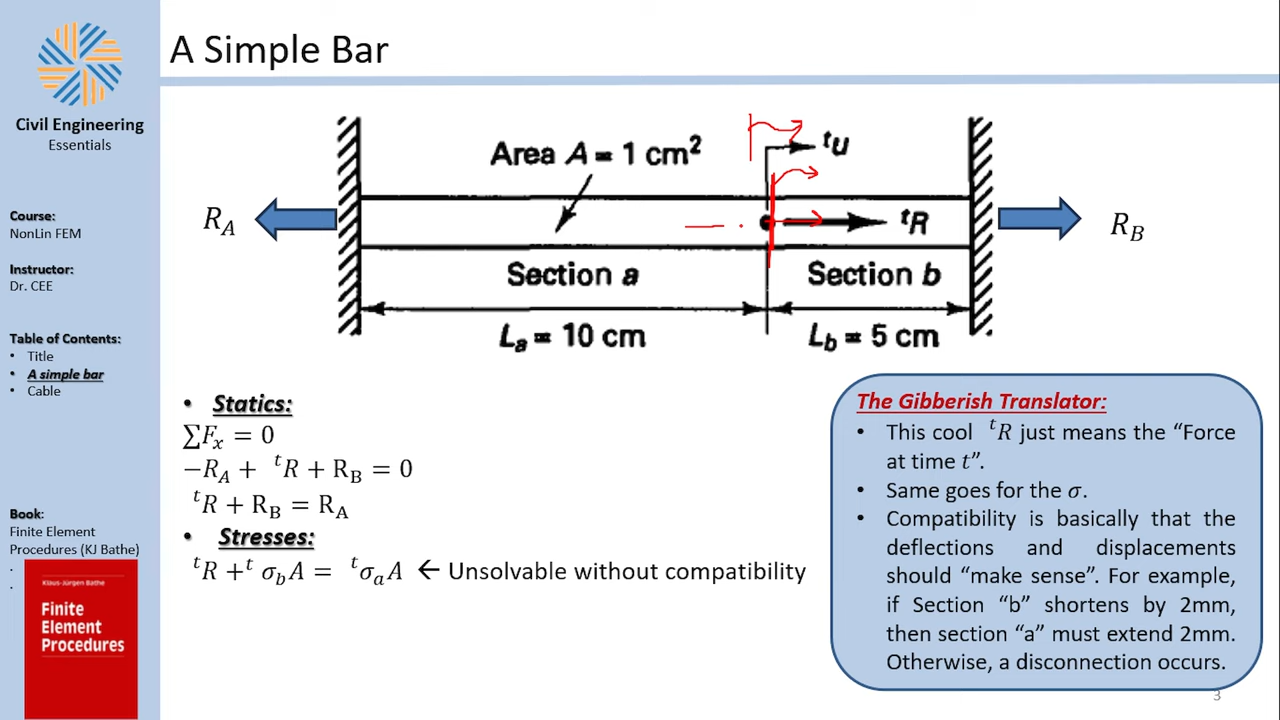 A Simple Bar
Civil Engineering
Essentials
Course:
NonLin FEM
Instructor:
Dr. CEE
Table of Contents:
• Title
• A simple bar
• Cable
Book:
Finite Element
Procedures (KJ Bathe)
.
.
Klaus-Jürgen Bathe
Finite
Element
Procedures
Area A = 1 cm²
ᵗU
R_A
ᵗR
R_B
Section a
Section b
Lₐ = 10 cm
L_b = 5 cm
• Statics:
∑Fₓ = 0
−R_A + ᵗR + R_B = 0
ᵗR + R_B = R_A
• Stresses:
ᵗR +ᵗ σ_b A = ᵗσₐA ← Unsolvable without compatibility
The Gibberish Translator:
• This cool ᵗR just means the “Force
at time t”.
• Same goes for the σ.
• Compatibility is basically that the
deflections and displacements
should “make sense”. For example,
if Section “b” shortens by 2mm,
then section “a” must extend 2mm.
Otherwise, a disconnection occurs.
3